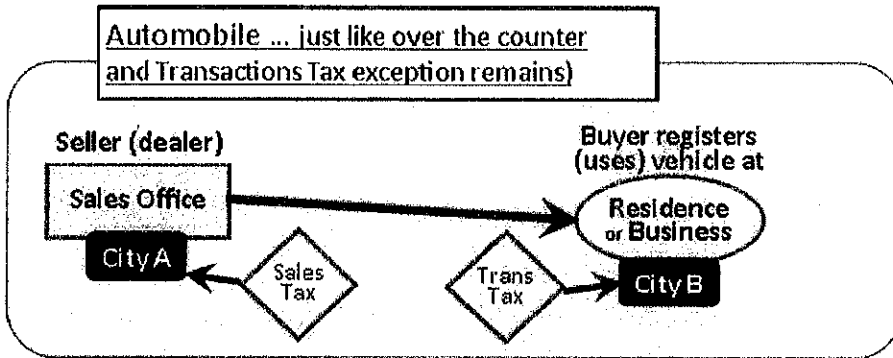 Automobile ... just like over the counter
and Transactions Tax exception remains)
Seller (dealer)
Sales Office
City A
Sales
Tax
Buyer registers
(uses) vehicle at
Residence
or Business
Trans
Tax
City B